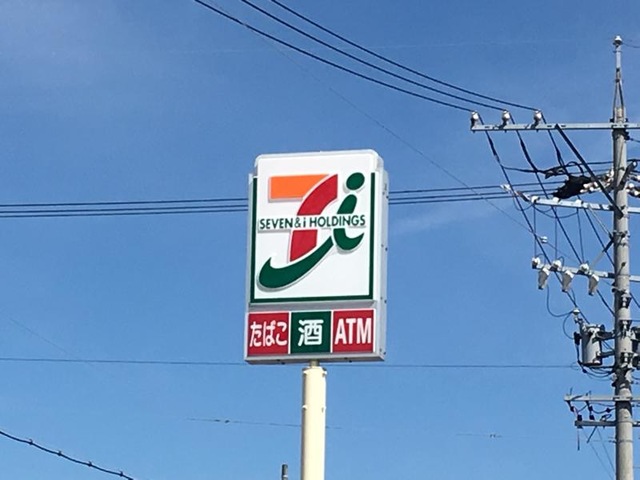 SEVEN & i HOLDINGS
たばこ 酒 ATM